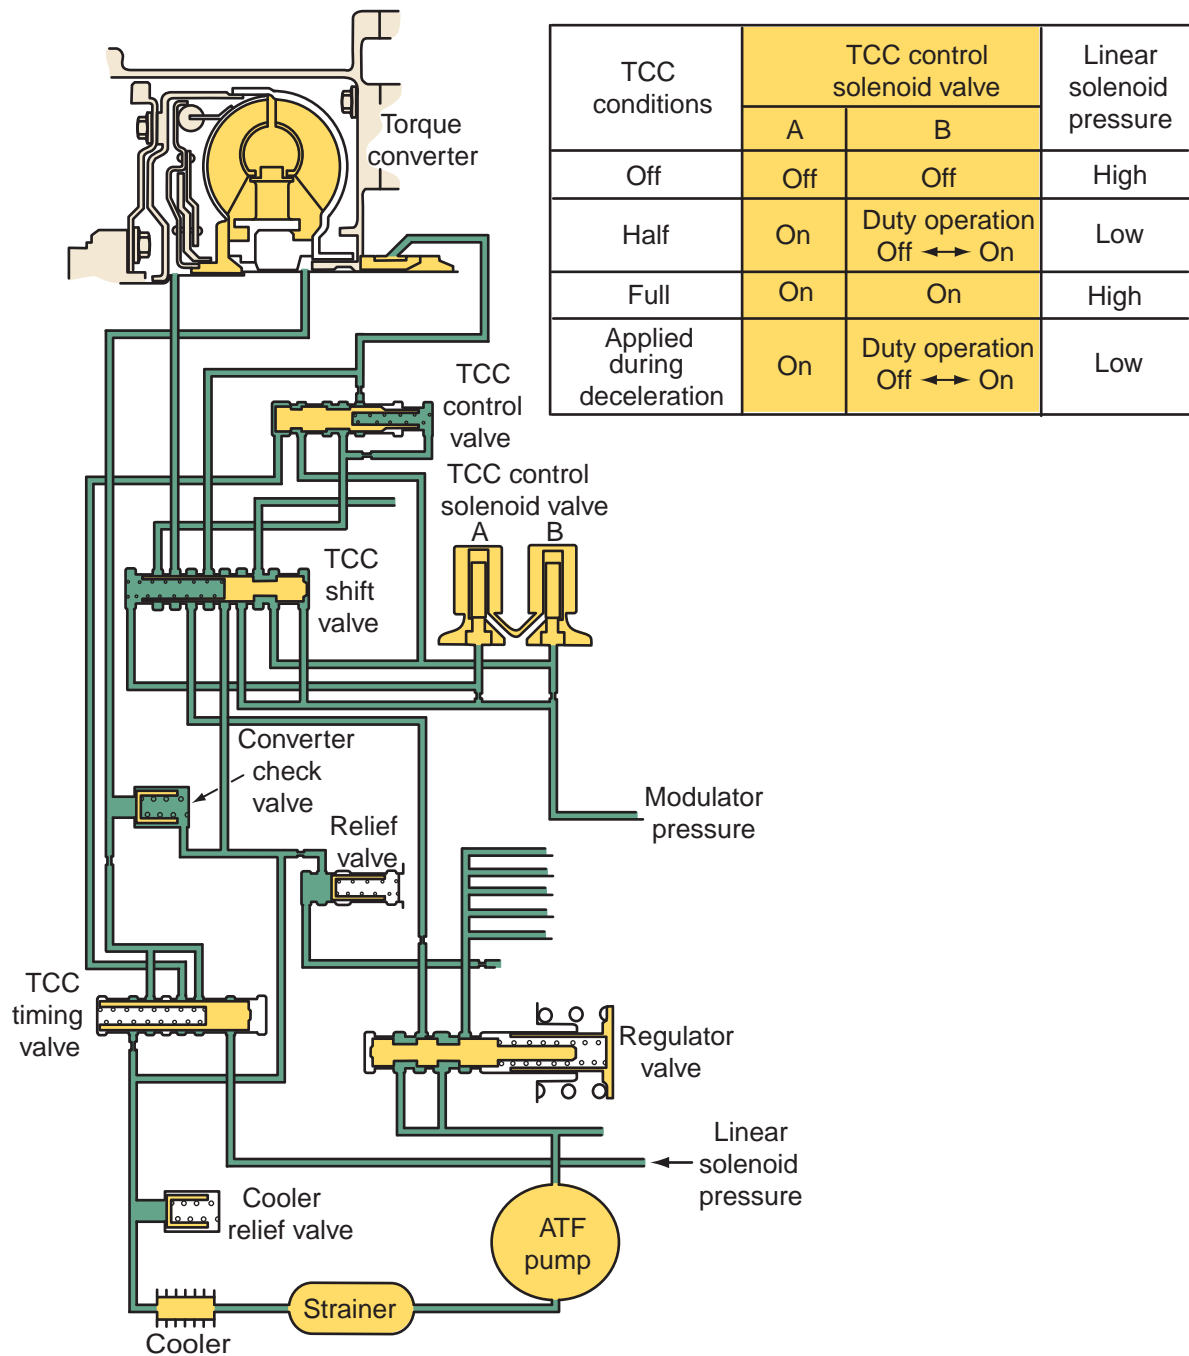 TCC
conditions
TCC control
solenoid valve
Linear
solenoid
pressure
A
B
Off
Off
Off
High
Half
On
Duty operation
Off ↔ On
Low
Full
On
On
High
Applied
during
deceleration
On
Duty operation
Off ↔ On
Low
Torque
converter
TCC
control
valve
TCC control
solenoid valve
A
B
TCC
shift
valve
Converter
check
valve
Relief
valve
Modulator
pressure
TCC
timing
valve
Regulator
valve
Linear
solenoid
pressure
Cooler
relief valve
ATF
pump
Strainer
Cooler